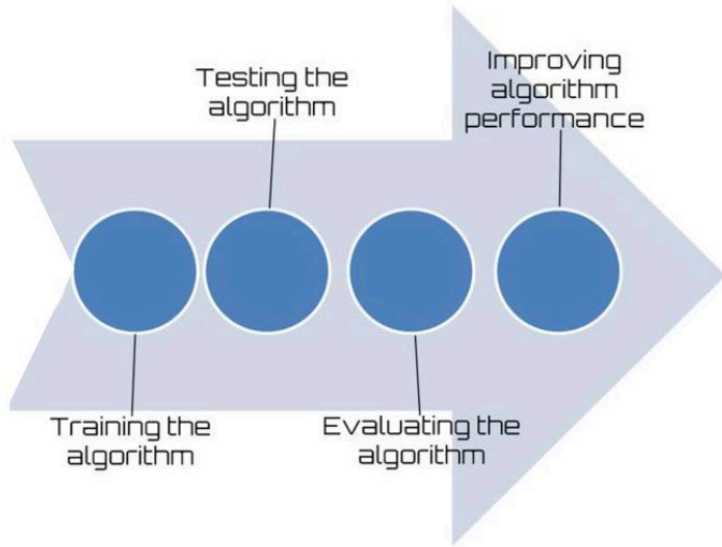 Testing the
algorithm
Improving
algorithm
performance
Training the
algorithm
Evaluating the
algorithm